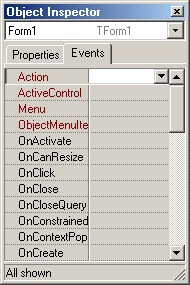 Object Inspector
Form1 TForm1
Properties Events
Action
ActiveControl
Menu
ObjectMenuIte
OnActivate
OnCanResize
OnClick
OnClose
OnCloseQuery
OnConstrained
OnContextPop
OnCreate
All shown